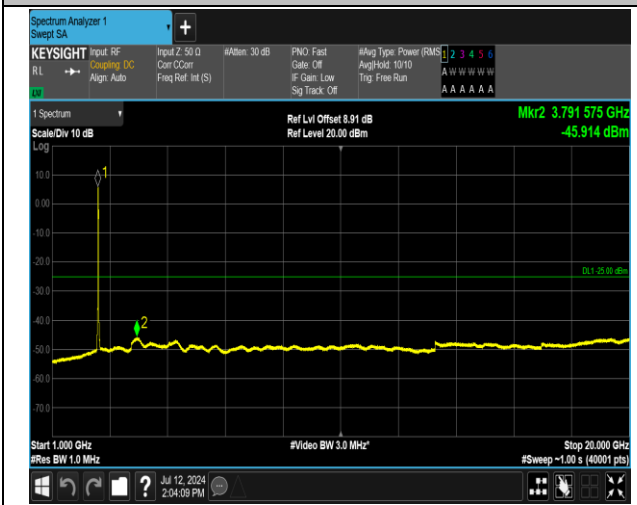 Spectrum Analyzer 1
Swept SA
+
KEYSIGHT
RL
Input: RF
Coupling: DC
Align: Auto
Input Z: 50 Ω
Corr CCorr
Freq Ref: Int (S)
#Atten: 30 dB
PNO: Fast
Gate: Off
IF Gain: Low
Sig Track: Off
#Avg Type: Power (RMS
Avg|Hold: 10/10
Trig: Free Run
1 2 3 4 5 6
A W W W W W
A A A A A A
1 Spectrum
Scale/Div 10 dB
Log
Ref Lvl Offset 8.91 dB
Ref Level 20.00 dBm
Mkr2 3.791 575 GHz
-45.914 dBm
10.0
0.00
-10.0
-20.0
-30.0
-40.0
-50.0
-60.0
-70.0
1
2
DL1 -25.00 dBm
Start 1.000 GHz
#Res BW 1.0 MHz
#Video BW 3.0 MHz*
Stop 20.000 GHz
#Sweep ~1.00 s (40001 pts)
?
Jul 12, 2024
2:04:09 PM